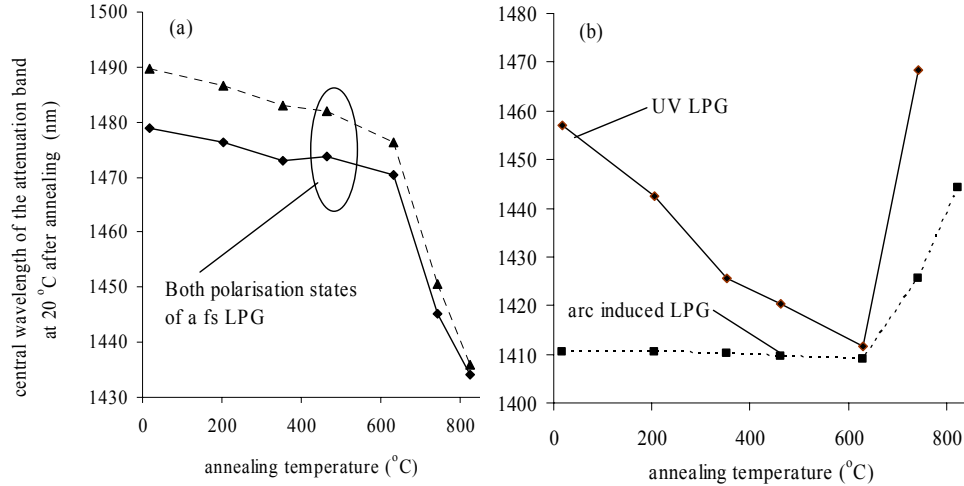 (a)
1500
1490
1480
1470
1460
1450
1440
1430
0
200
400
600
800
central wavelength of the attenuation band
at 20 °C after annealing (nm)
annealing temperature (°C)
Both polarisation states
of a fs LPG
(b)
1480
1470
1460
1450
1440
1430
1420
1410
1400
0
200
400
600
800
UV LPG
arc induced LPG
annealing temperature (°C)